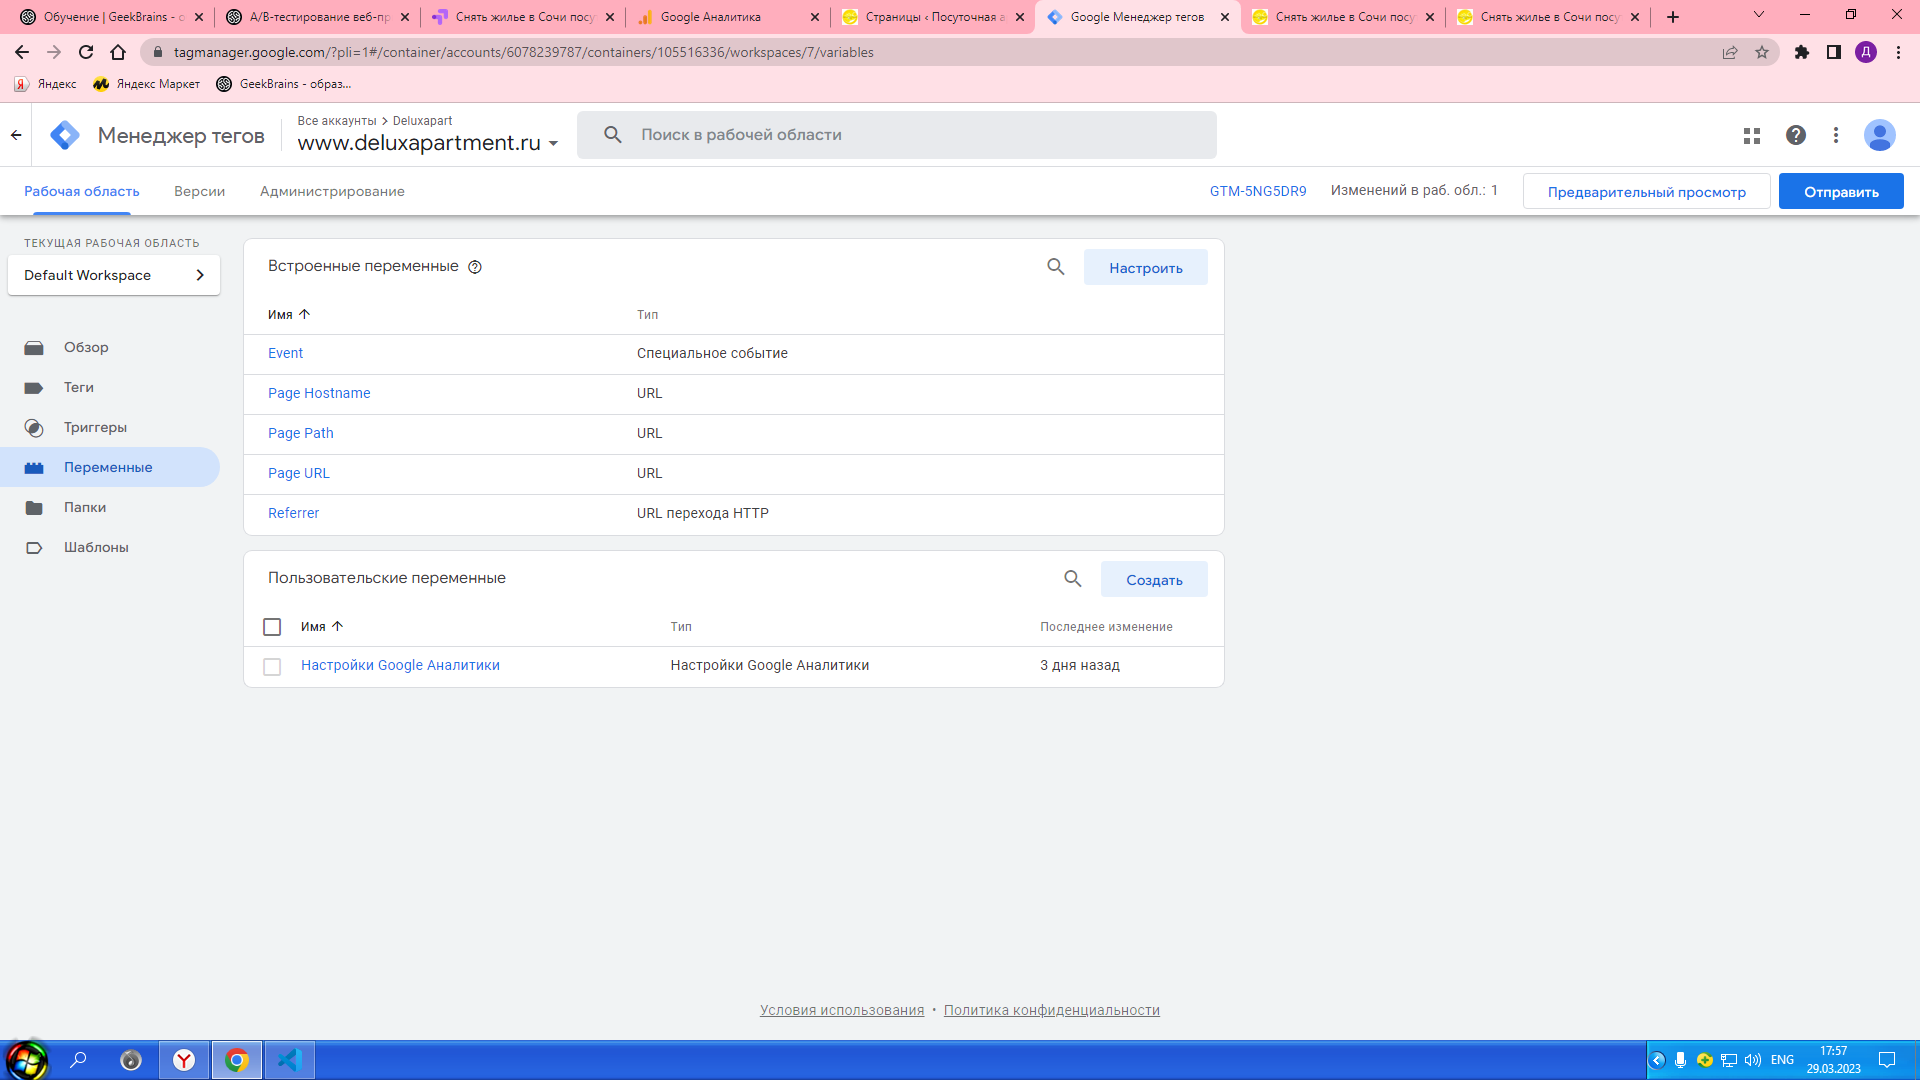 Обучение | GeekBrains - о
A/B-тестирование веб-пр
Снять жилье в Сочи посу
Google Аналитика
Страницы ‹ Посуточная а
Google Менеджер тегов
Снять жилье в Сочи посу
Снять жилье в Сочи посу
tagmanager.google.com/?pli=1#/container/accounts/6078239787/containers/105516336/workspaces/7/variables
Д
Яндекс
Яндекс Маркет
GeekBrains - образ...
Менеджер тегов
Все аккаунты > Deluxapart
www.deluxapartment.ru
Поиск в рабочей области
Рабочая область
Версии
Администрирование
GTM-5NG5DR9
Изменений в раб. обл.: 1
Предварительный просмотр
Отправить
ТЕКУЩАЯ РАБОЧАЯ ОБЛАСТЬ
Default Workspace
Обзор
Теги
Триггеры
Переменные
Папки
Шаблоны
Встроенные переменные
Настроить
Имя
Тип
Event
Специальное событие
Page Hostname
URL
Page Path
URL
Page URL
URL
Referrer
URL перехода HTTP
Пользовательские переменные
Создать
Имя
Тип
Последнее изменение
Настройки Google Аналитики
Настройки Google Аналитики
3 дня назад
Условия использования • Политика конфиденциальности
ENG
17:57
29.03.2023